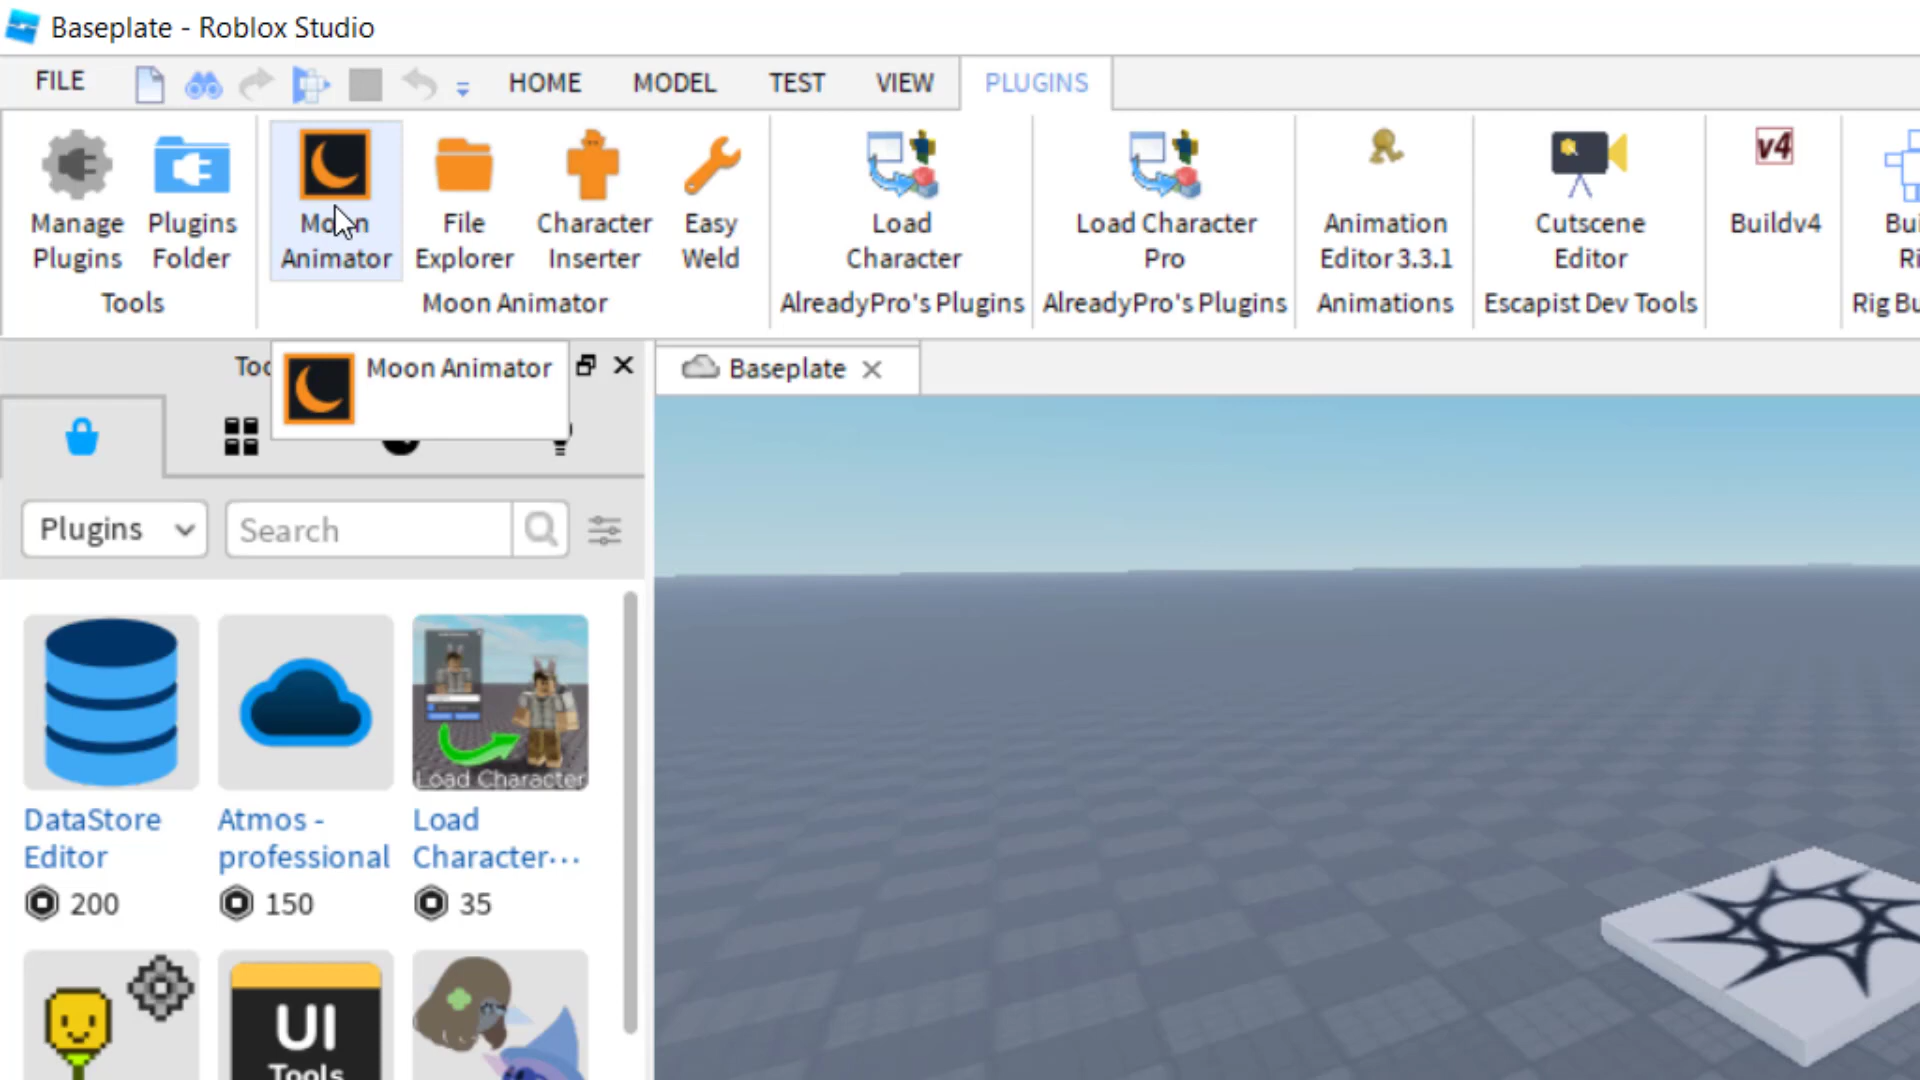 Baseplate - Roblox Studio
FILE HOME MODEL TEST VIEW PLUGINS
Manage Plugins
Plugins Folder
Moon Animator
File Explorer
Character Inserter
Easy Weld
Load Character
Load Character Pro
Animation Editor 3.3.1
Cutscene Editor
v4
Buildv4
Tools
Moon Animator
AlreadyPro's Plugins
AlreadyPro's Plugins
Animations
Escapist Dev Tools
Rig
Moon Animator
Baseplate
Plugins
Search
Load Character
DataStore
Editor
200
Atmos -
professional
150
Load
Character...
35
UI
Tools